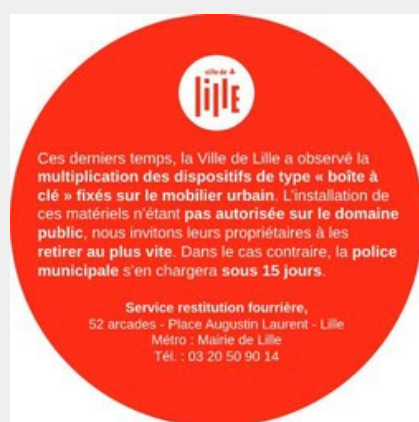 ville de
lille
Ces derniers temps, la Ville de Lille a observé la
multiplication des dispositifs de type « boîte à
clé » fixés sur le mobilier urbain. L'installation de
ces matériels n'étant pas autorisée sur le domaine
public, nous invitons leurs propriétaires à les
retirer au plus vite. Dans le cas contraire, la police
municipale s'en chargera sous 15 jours.
Service restitution fourrière,
52 arcades - Place Augustin Laurent - Lille
Métro : Mairie de Lille
Tél. : 03 20 50 90 14